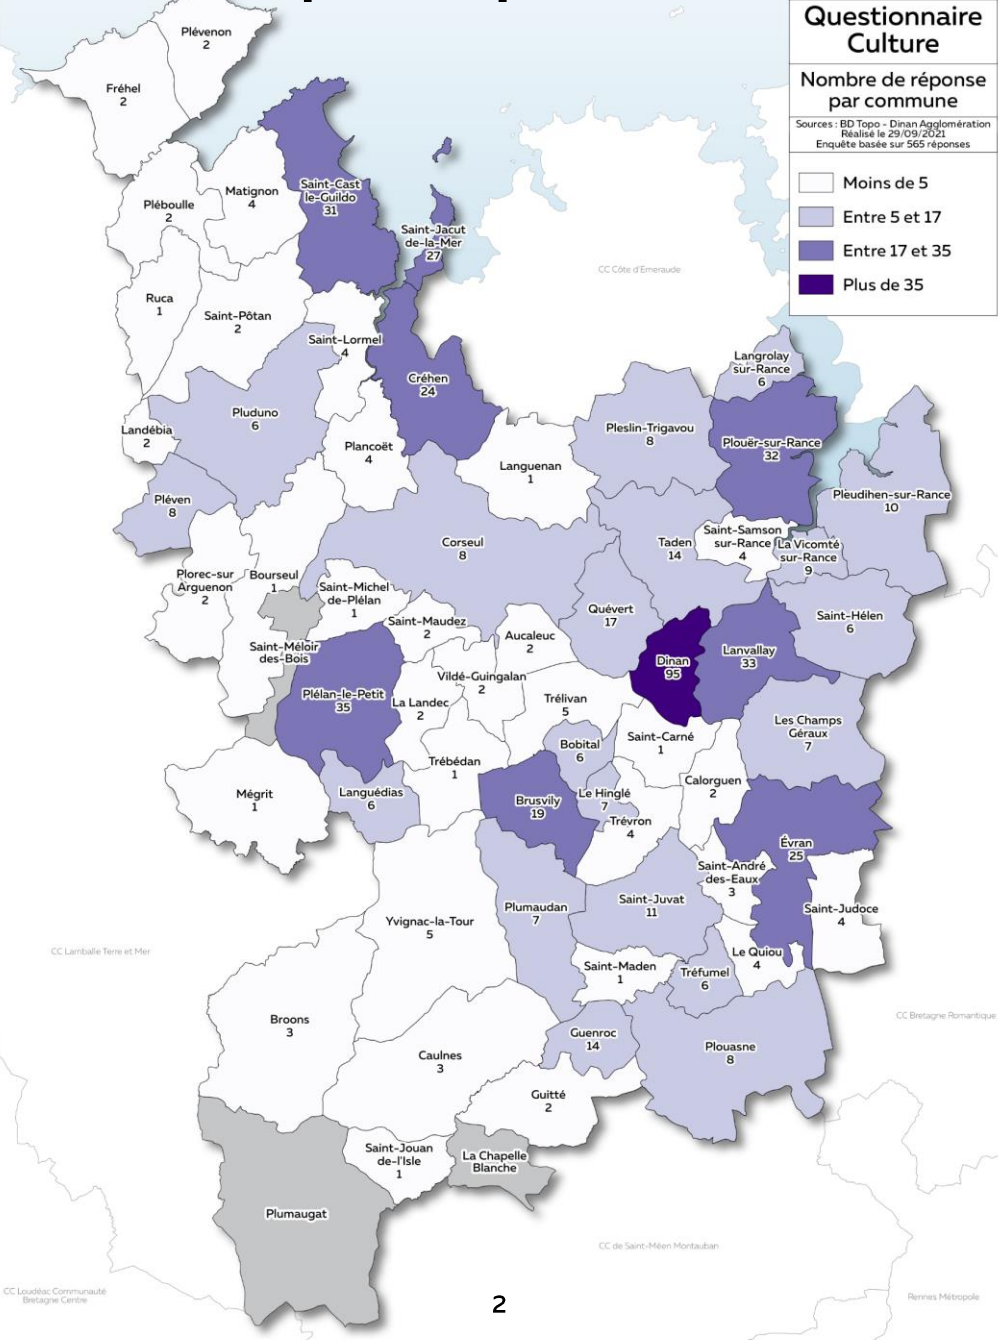 Questionnaire
Culture
Nombre de réponse
par commune
Sources : BD Topo - Dinan Agglomération
Réalisé le 29/09/2021
Enquête basée sur 565 réponses
Moins de 5
Entre 5 et 17
Entre 17 et 35
Plus de 35
Plévenon
2
Fréhel
2
Matignon
4
Saint-Cast
le-Guildo
31
Pléboulle
2
Saint-Jacut
de-la-Mer
27
CC Côte d'Emeraude
Ruca
1
Saint-Pôtan
2
Saint-Lormel
4
Langrolay
sur-Rance
6
Créhen
24
Pluduno
6
Landébia
2
Plancoët
4
Pleslin-Trigavou
8
Plouër-sur-Rance
32
Languenan
1
Pléven
8
Pleudihen-sur-Rance
10
Corseul
8
Taden
14
Saint-Samson
sur-Rance
4
La Vicomté
sur-Rance
9
Plorec-sur
Arguenon
2
Bourseul
1
Saint-Michel
de-Plélan
1
Quévert
17
Saint-Hélen
6
Saint-Maudez
2
Aucaleuc
2
Saint-Méloir
des-Bois
Dinan
95
Lanvallay
33
Vildé-Guingalan
2
Plélan-le-Petit
35
La Landec
2
Trélivan
5
Les Champs
Géraux
7
Bobital
6
Saint-Carné
1
Trébédan
1
Calorguen
2
Mégrit
1
Languédias
6
Brusvily
19
Le Hinglé
7
Trévron
4
Évran
25
Saint-André
des-Eaux
3
Plumaudan
7
Saint-Juvat
11
Saint-Judoce
4
Yvignac-la-Tour
5
CC Lamballe Terre et Mer
Le Quiou
4
Saint-Maden
1
Tréfumel
6
Broons
3
CC Bretagne Romantique
Guenroc
14
Plouasne
8
Caulnes
3
Guitté
2
Saint-Jouan
de-l'Isle
1
La Chapelle
Blanche
Plumaugat
CC de Saint-Méen Montauban
CC Loudéac Communauté
Bretagne Centre
Rennes Métropole
2